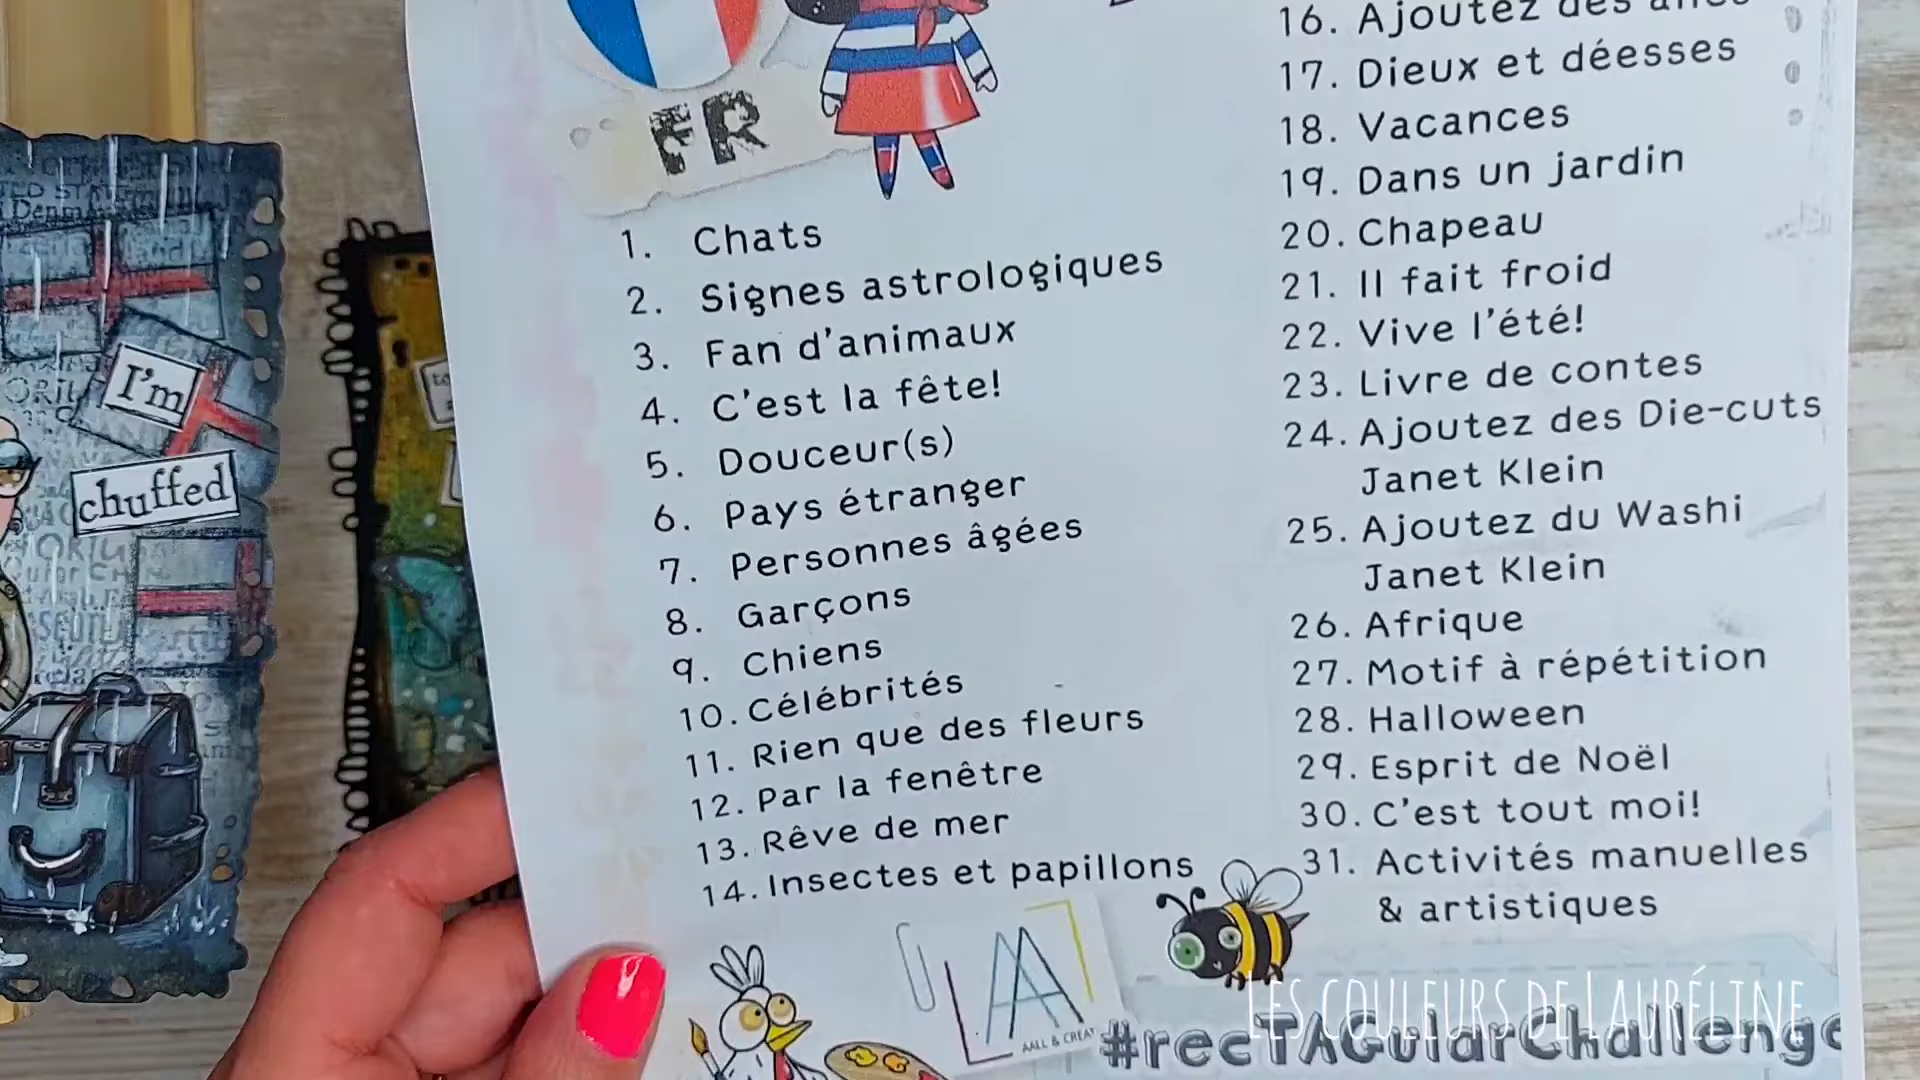 FR
1. Chats
2. Signes astrologiques
3. Fan d'animaux
4. C'est la fête!
5. Douceur(s)
6. Pays étranger
7. Personnes âgées
8. Garçons
9. Chiens
10. Célébrités
11. Rien que des fleurs
12. Par la fenêtre
13. Rêve de mer
14. Insectes et papillons
16. Ajoutez des
17. Dieux et déesses
18. Vacances
19. Dans un jardin
20. Chapeau
21. Il fait froid
22. Vive l'été!
23. Livre de contes
24. Ajoutez des Die-cuts
Janet Klein
25. Ajoutez du Washi
Janet Klein
26. Afrique
27. Motif à répétition
28. Halloween
29. Esprit de Noël
30. C'est tout moi!
31. Activités manuelles
& artistiques
AALL & CREAT
#recTAGularChallenge
Les couleurs de Lauréline
I'm
chuffed